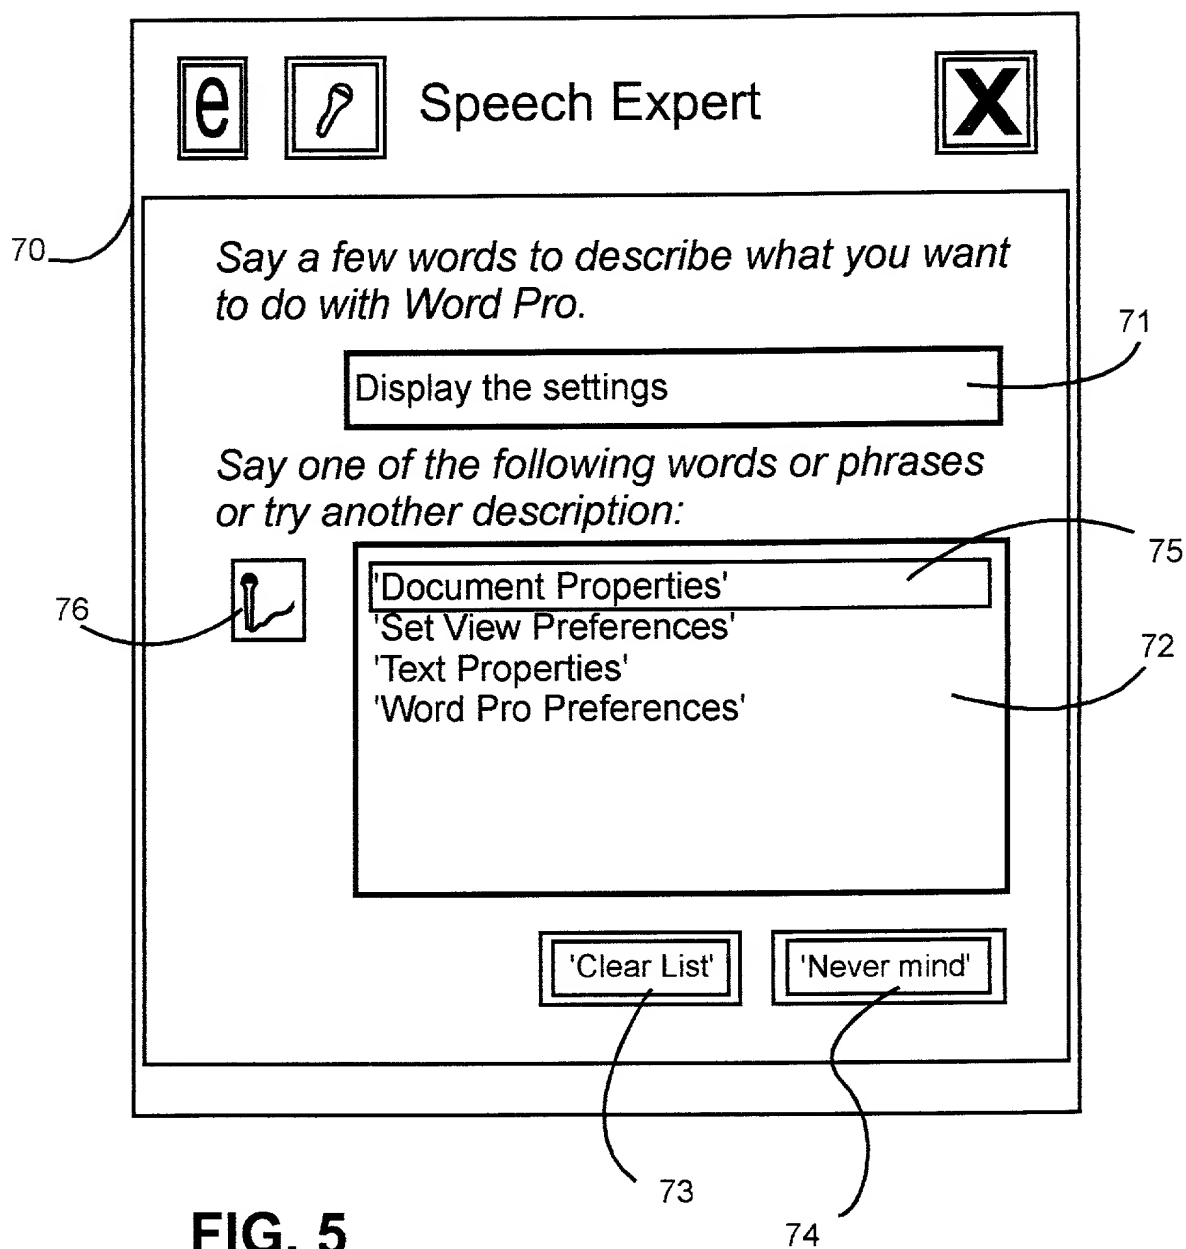 e
Speech Expert
X
70
Say a few words to describe what you want
to do with Word Pro.
71
Display the settings
Say one of the following words or phrases
or try another description:
75
'Document Properties'
76
'Set View Preferences'
72
'Text Properties'
'Word Pro Preferences'
'Clear List'
'Never mind'
73
74
FIG. 5